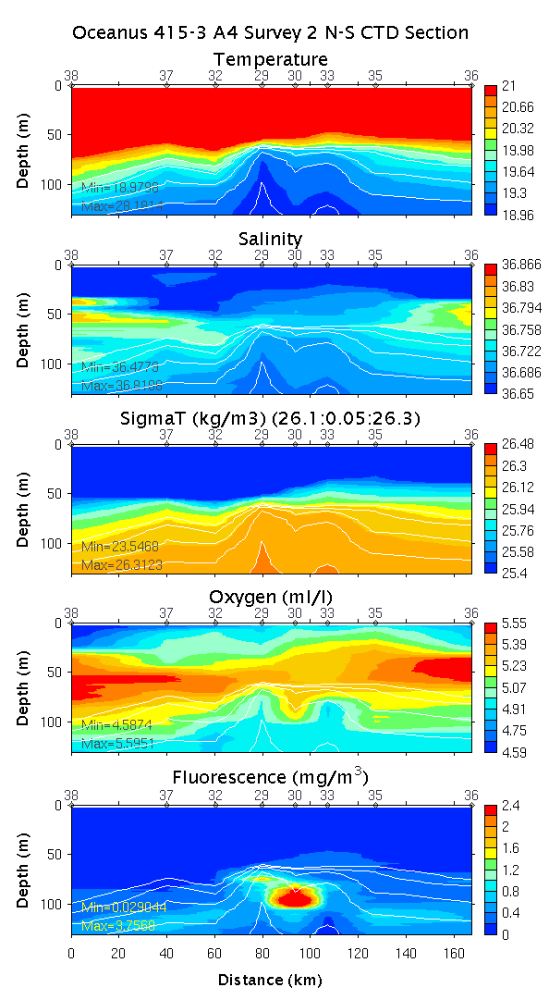 Oceanus 415-3 A4 Survey 2 N-S CTD Section
Temperature
38 37 32 29 30 33 35 36
Depth (m)
0
50
100
Min=18.9796
Max=28.1814
21
20.66
20.32
19.98
19.64
19.3
18.96
Salinity
38 37 32 29 30 33 35 36
Depth (m)
0
50
100
Min=36.4779
Max=36.8188
36.866
36.83
36.794
36.758
36.722
36.686
36.65
SigmaT (kg/m3) (26.1:0.05:26.3)
38 37 32 29 30 33 35 36
Depth (m)
0
50
100
Min=23.5468
Max=26.3123
26.48
26.3
26.12
25.94
25.76
25.58
25.4
Oxygen (ml/l)
38 37 32 29 30 33 35 36
Depth (m)
0
50
100
Min=4.5874
Max=5.5951
5.55
5.39
5.23
5.07
4.91
4.75
4.59
Fluorescence (mg/m3)
38 37 32 29 30 33 35 36
Depth (m)
0
50
100
Min=0.029044
Max=3.7569
2.4
2
1.6
1.2
0.8
0.4
0
0 20 40 60 80 100 120 140 160
Distance (km)